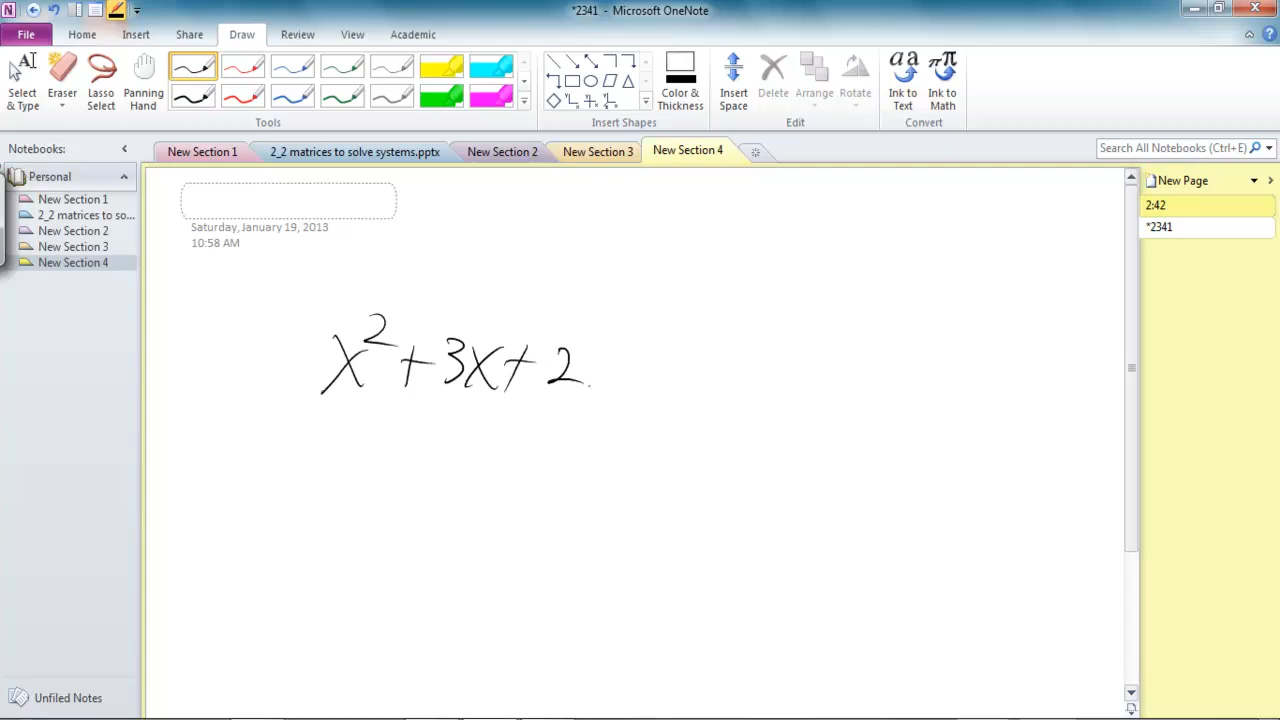 *2341 - Microsoft OneNote
File Home Insert Share Draw Review View Academic
Select & Type Eraser Lasso Select Panning Hand Color & Thickness Insert Space Delete Arrange Rotate Ink to Text Ink to Math
Tools Insert Shapes Edit Convert
Notebooks: New Section 1 2_2 matrices to solve systems.pptx New Section 2 New Section 3 New Section 4 Search All Notebooks (Ctrl+E)
Personal
New Section 1
2_2 matrices to so...
New Section 2
New Section 3
New Section 4
Unfiled Notes
Saturday, January 19, 2013
10:58 AM
x² + 3x + 2
New Page
2:42
*2341